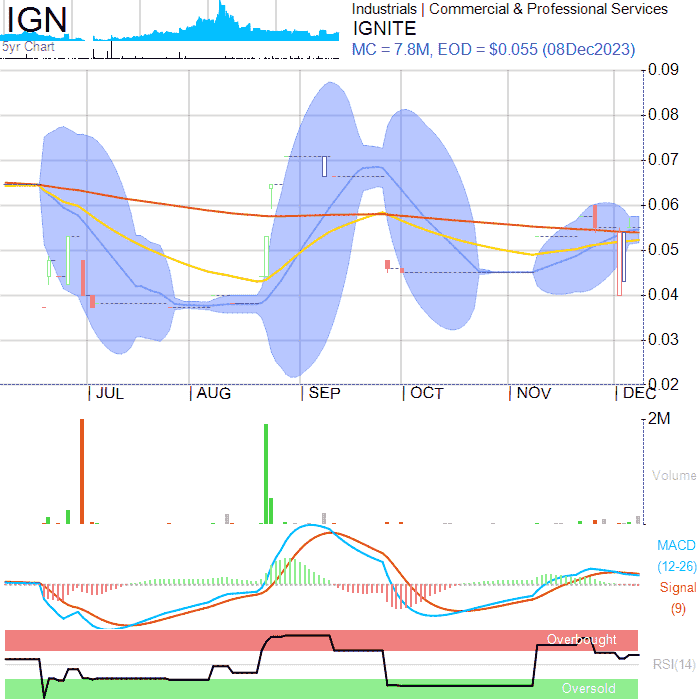 IGN
5yr Chart
Industrials | Commercial & Professional Services
IGNITE
MC = 7.8M, EOD = $0.055 (08Dec2023)
0.09
0.08
0.07
0.06
0.05
0.04
0.03
0.02
JUL AUG SEP OCT NOV DEC
2M
Volume
MACD
(12-26)
Signal
(9)
Overbought
RSI(14)
Oversold